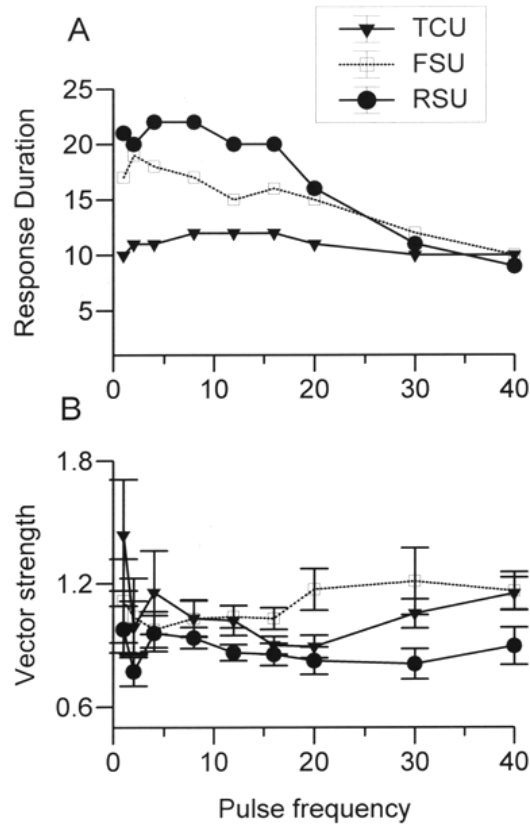 A
TCU
FSU
RSU
25
20
15
10
5
Response Duration
0 10 20 30 40
B
1.8
1.2
0.6
Vector strength
0 10 20 30 40
Pulse frequency